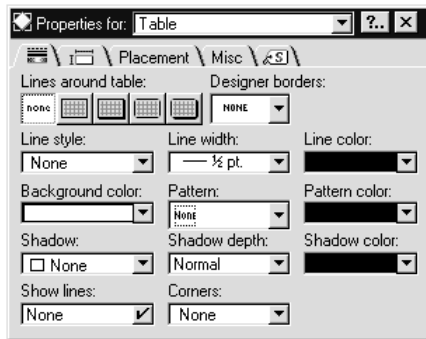 Properties for: Table ?..
Placement Misc S
Lines around table: Designer borders:
none NONE
Line style: Line width: Line color:
None ½ pt.
Background color: Pattern: Pattern color:
NONE
Shadow: Shadow depth: Shadow color:
None Normal
Show lines: Corners:
None None